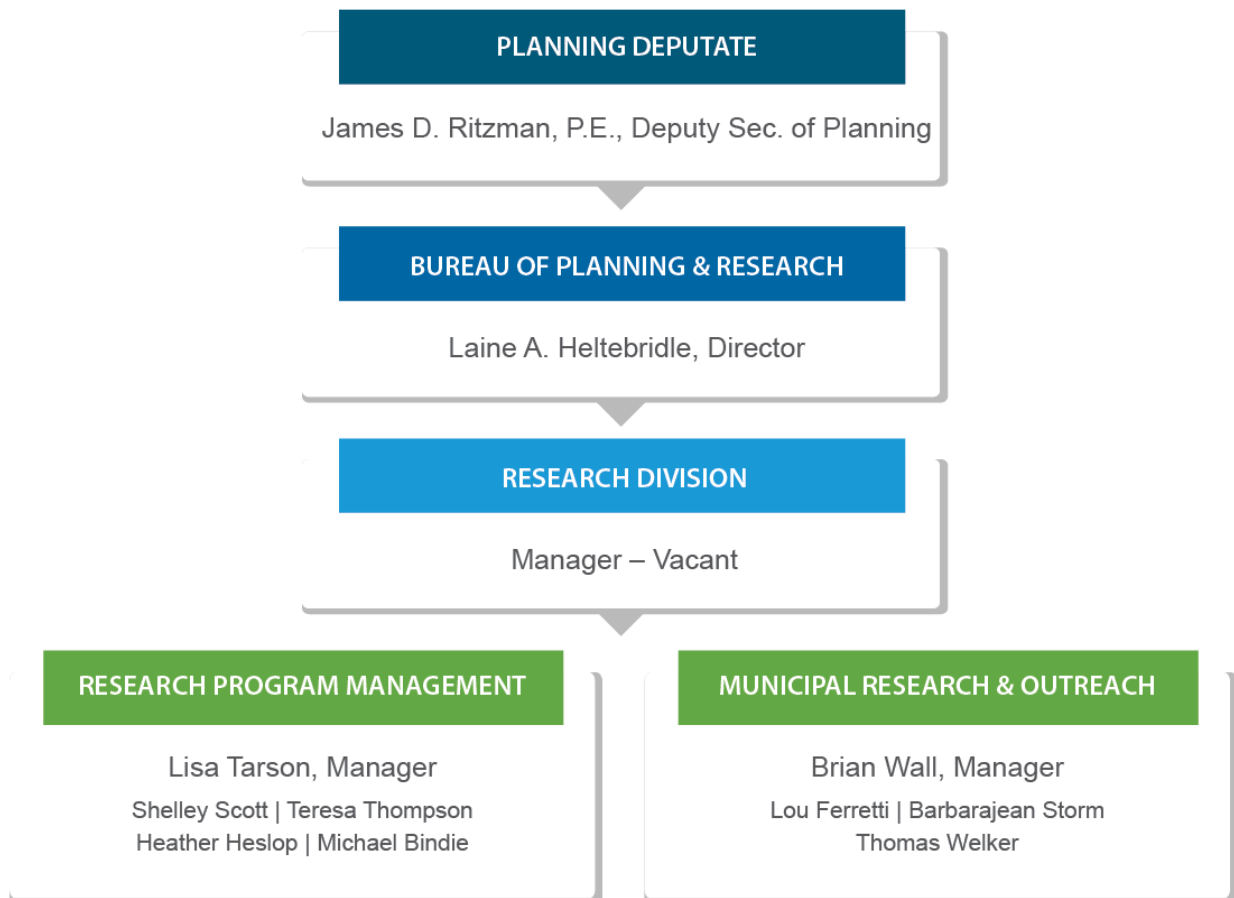 PLANNING DEPUTATE
James D. Ritzman, P.E., Deputy Sec. of Planning
BUREAU OF PLANNING & RESEARCH
Laine A. Heltebridle, Director
RESEARCH DIVISION
Manager – Vacant
RESEARCH PROGRAM MANAGEMENT
Lisa Tarson, Manager
Shelley Scott | Teresa Thompson
Heather Heslop | Michael Bindie
MUNICIPAL RESEARCH & OUTREACH
Brian Wall, Manager
Lou Ferretti | Barbarajean Storm
Thomas Welker